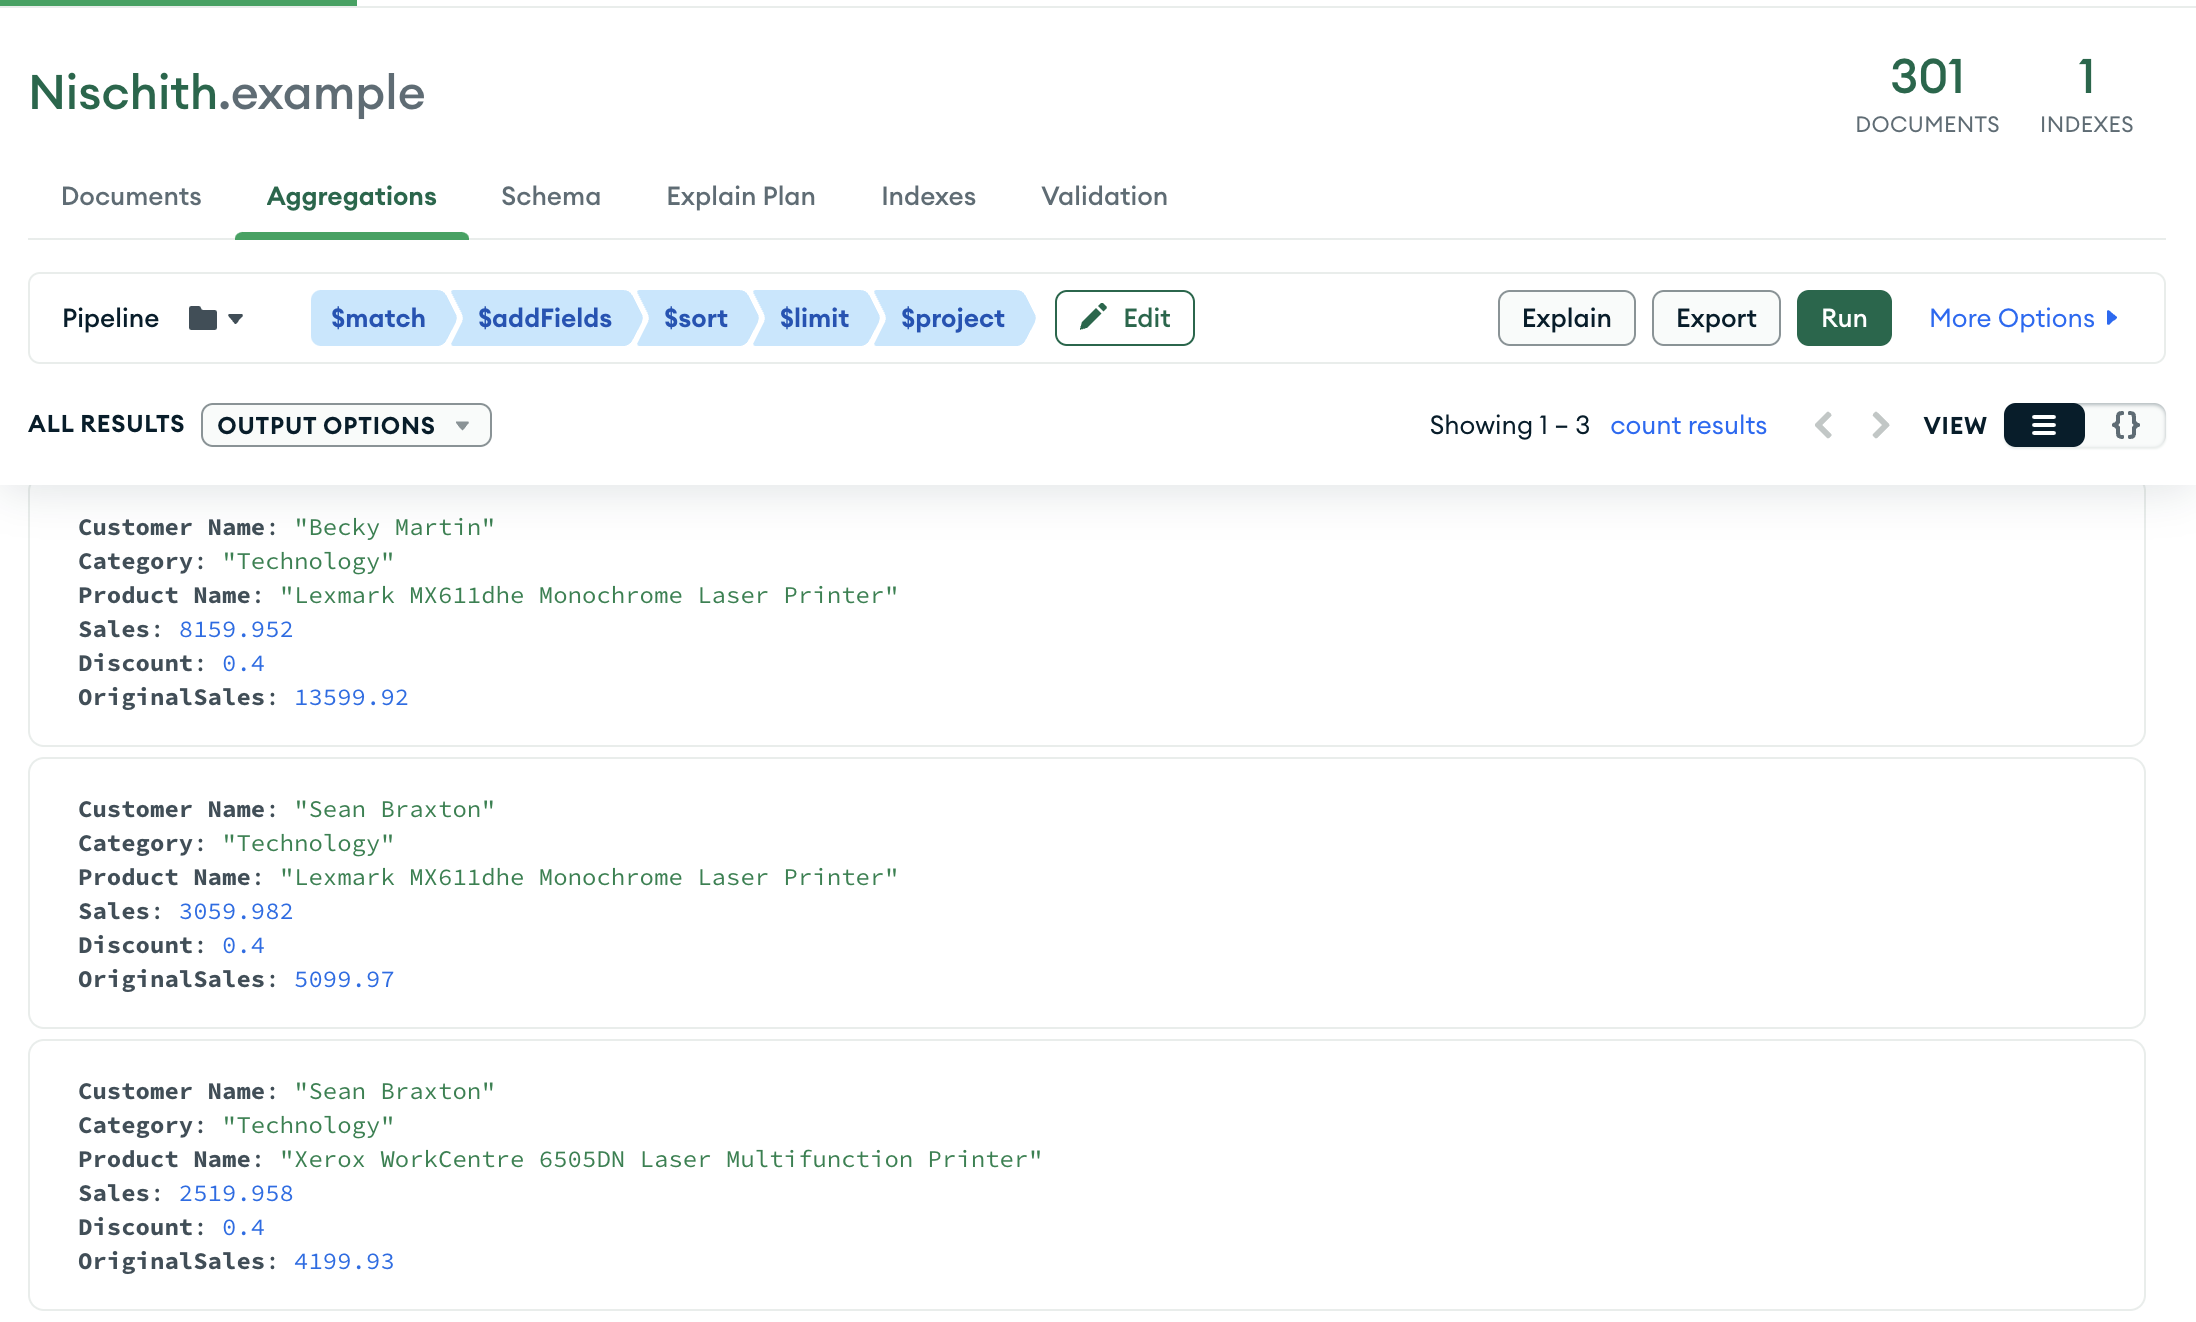 Nischith.example
301
DOCUMENTS
1
INDEXES
Documents Aggregations Schema Explain Plan Indexes Validation
Pipeline $match $addFields $sort $limit $project Edit Explain Export Run More Options
ALL RESULTS OUTPUT OPTIONS Showing 1 – 3 count results VIEW {}
Customer Name: "Becky Martin"
Category: "Technology"
Product Name: "Lexmark MX611dhe Monochrome Laser Printer"
Sales: 8159.952
Discount: 0.4
OriginalSales: 13599.92
Customer Name: "Sean Braxton"
Category: "Technology"
Product Name: "Lexmark MX611dhe Monochrome Laser Printer"
Sales: 3059.982
Discount: 0.4
OriginalSales: 5099.97
Customer Name: "Sean Braxton"
Category: "Technology"
Product Name: "Xerox WorkCentre 6505DN Laser Multifunction Printer"
Sales: 2519.958
Discount: 0.4
OriginalSales: 4199.93